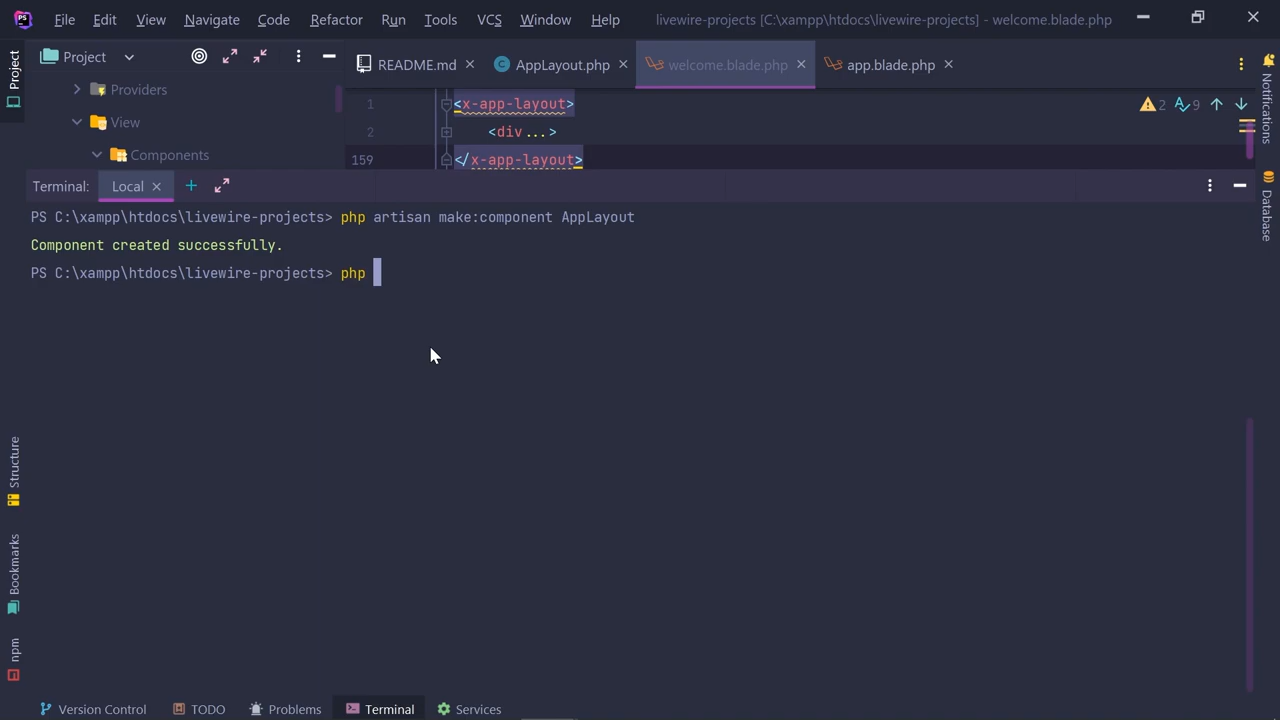 File Edit View Navigate Code Refactor Run Tools VCS Window Help livewire-projects [C:\xampp\htdocs\livewire-projects] - welcome.blade.php
Project
Project
README.md
AppLayout.php
welcome.blade.php
app.blade.php
Providers
View
Components
1 <x-app-layout>
2 <div...>
159 </x-app-layout>
2 9
Notifications
Database
Terminal: Local
PS C:\xampp\htdocs\livewire-projects> php artisan make:component AppLayout
Component created successfully.
PS C:\xampp\htdocs\livewire-projects> php
Structure
Bookmarks
npm
Version Control TODO Problems Terminal Services